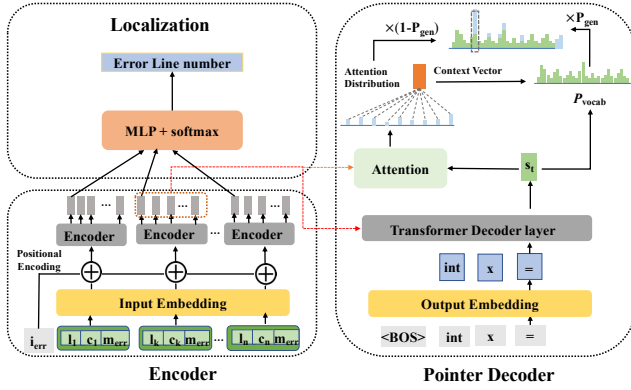 Localization
Error Line number
MLP + softmax
...
...
...
Encoder
Encoder
...
Encoder
Positional
Encoding
Input Embedding
i_err
l_1 c_1 m_err
l_k c_k m_err
...
l_n c_n m_err
Encoder
×(1-P_gen)
×P_gen
Attention
Distribution
Context Vector
P_vocab
Attention
s_t
Transformer Decoder layer
int x =
Output Embedding
<BOS> int x =
Pointer Decoder